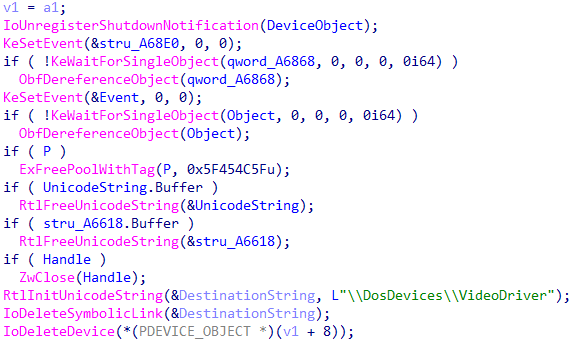 v1 = a1;
IoUnregisterShutdownNotification(DeviceObject);
KeSetEvent(&stru_A68E0, 0, 0);
if ( !KeWaitForSingleObject(qword_A6868, 0, 0, 0, 0i64) )
ObfDereferenceObject(qword_A6868);
KeSetEvent(&Event, 0, 0);
if ( !KeWaitForSingleObject(Object, 0, 0, 0, 0i64) )
ObfDereferenceObject(Object);
if ( P )
ExFreePoolWithTag(P, 0x5F454C5Fu);
if ( UnicodeString.Buffer )
RtlFreeUnicodeString(&UnicodeString);
if ( stru_A6618.Buffer )
RtlFreeUnicodeString(&stru_A6618);
if ( Handle )
ZwClose(Handle);
RtlInitUnicodeString(&DestinationString, L"\\DosDevices\\VideoDriver");
IoDeleteSymbolicLink(&DestinationString);
IoDeleteDevice(*(PDEVICE_OBJECT *)(v1 + 8));